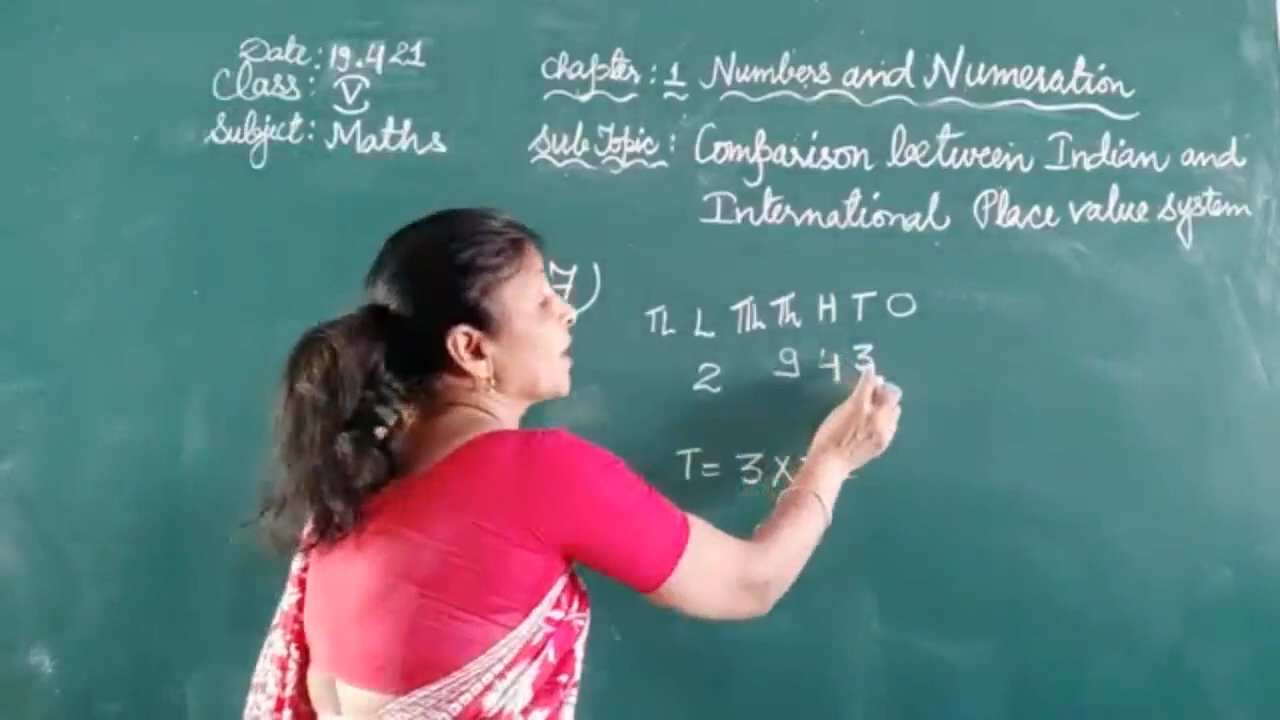 Date: 19.4 21
Class: V
Subject: Maths
Chapter: 1 Numbers and Numeration
Sub Topic: Comparison between Indian and
International Place value system
7)
TL L TTh Th H T O
2 9 4 3
T = 3 X